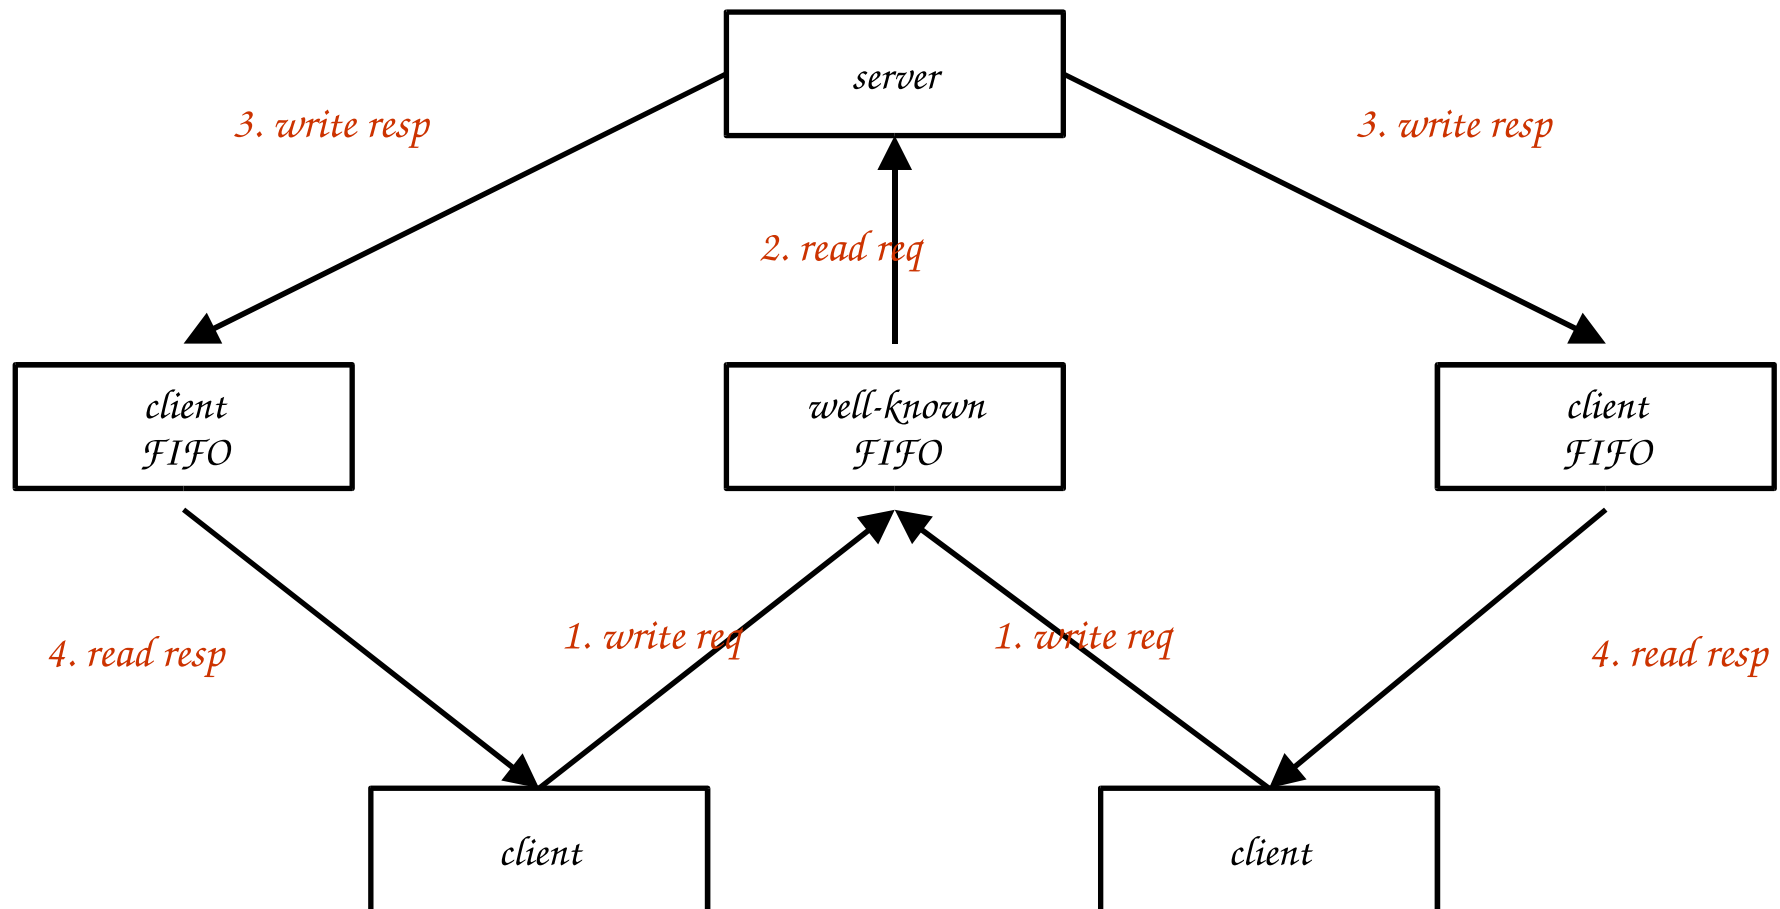 server
3. write resp
3. write resp
2. read req
client
FIFO
well-known
FIFO
client
FIFO
1. write req
1. write req
4. read resp
4. read resp
client
client